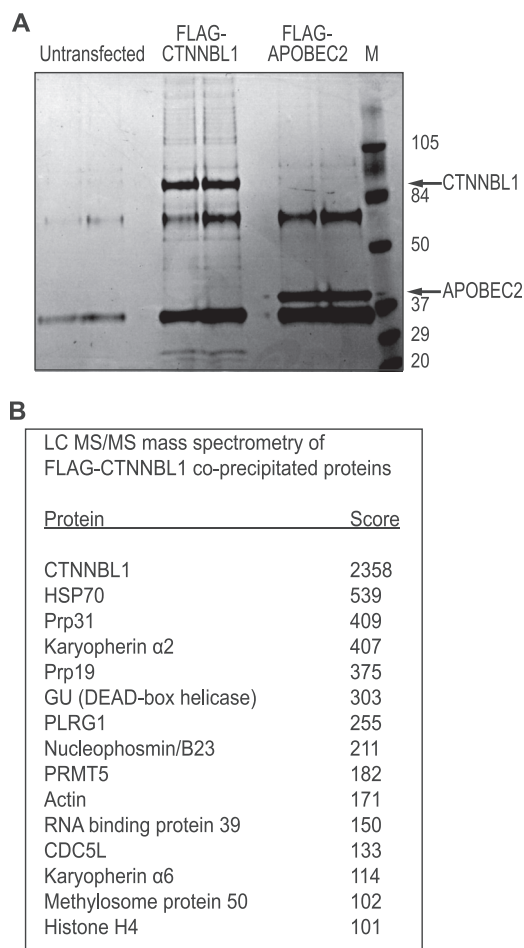 A
Untransfected
FLAG-
CTNNBL1
FLAG-
APOBEC2
M
105
CTNNBL1
84
50
APOBEC2
37
29
20
B
LC MS/MS mass spectrometry of
FLAG-CTNNBL1 co-precipitated proteins
Protein Score
CTNNBL1 2358
HSP70 539
Prp31 409
Karyopherin α2 407
Prp19 375
GU (DEAD-box helicase) 303
PLRG1 255
Nucleophosmin/B23 211
PRMT5 182
Actin 171
RNA binding protein 39 150
CDC5L 133
Karyopherin α6 114
Methylosome protein 50 102
Histone H4 101